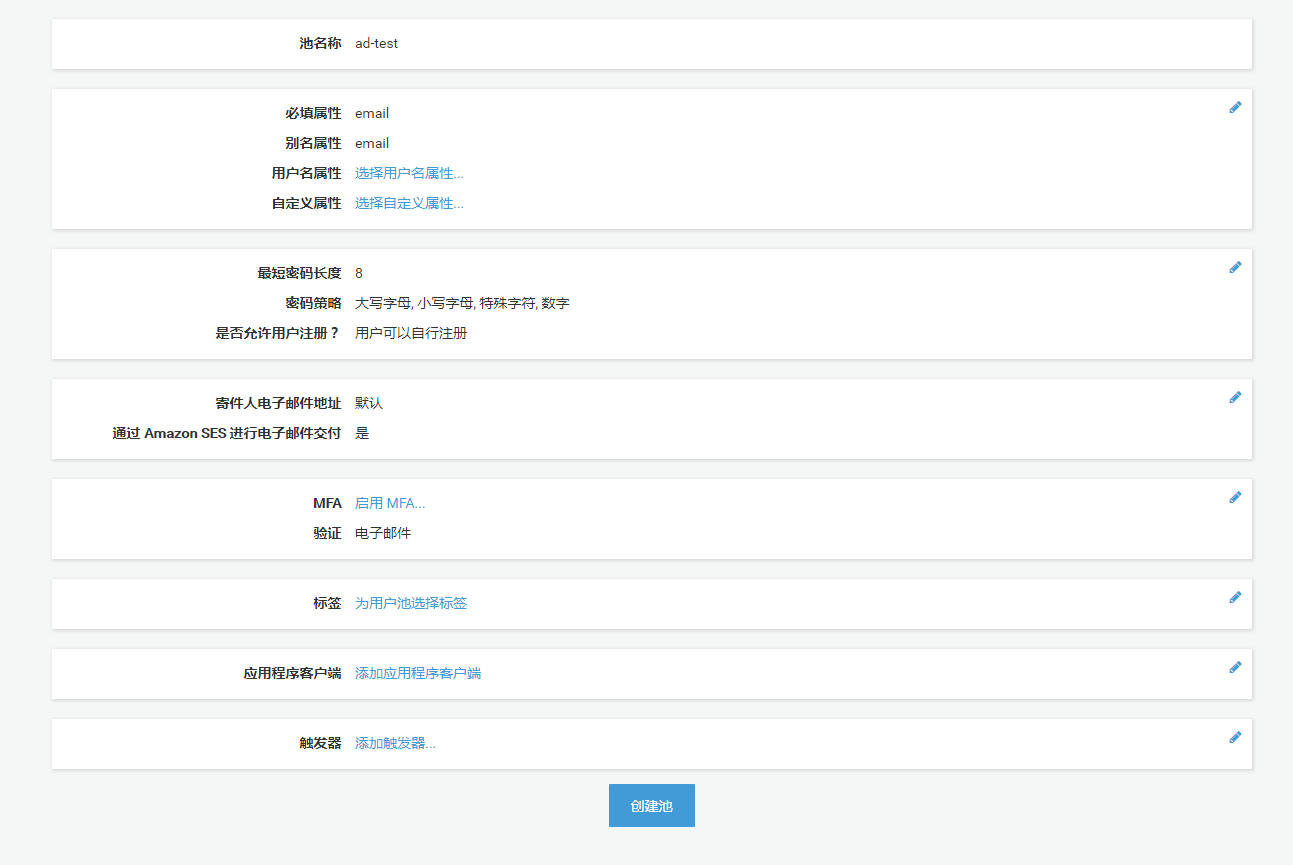 池名称 ad-test
必填属性 email
别名属性 email
用户名属性 选择用户名属性...
自定义属性 选择自定义属性...
最短密码长度 8
密码策略 大写字母, 小写字母, 特殊字符, 数字
是否允许用户注册？ 用户可以自行注册
寄件人电子邮件地址 默认
通过 Amazon SES 进行电子邮件交付 是
MFA 启用 MFA...
验证 电子邮件
标签 为用户池选择标签
应用程序客户端 添加应用程序客户端
触发器 添加触发器...
创建池